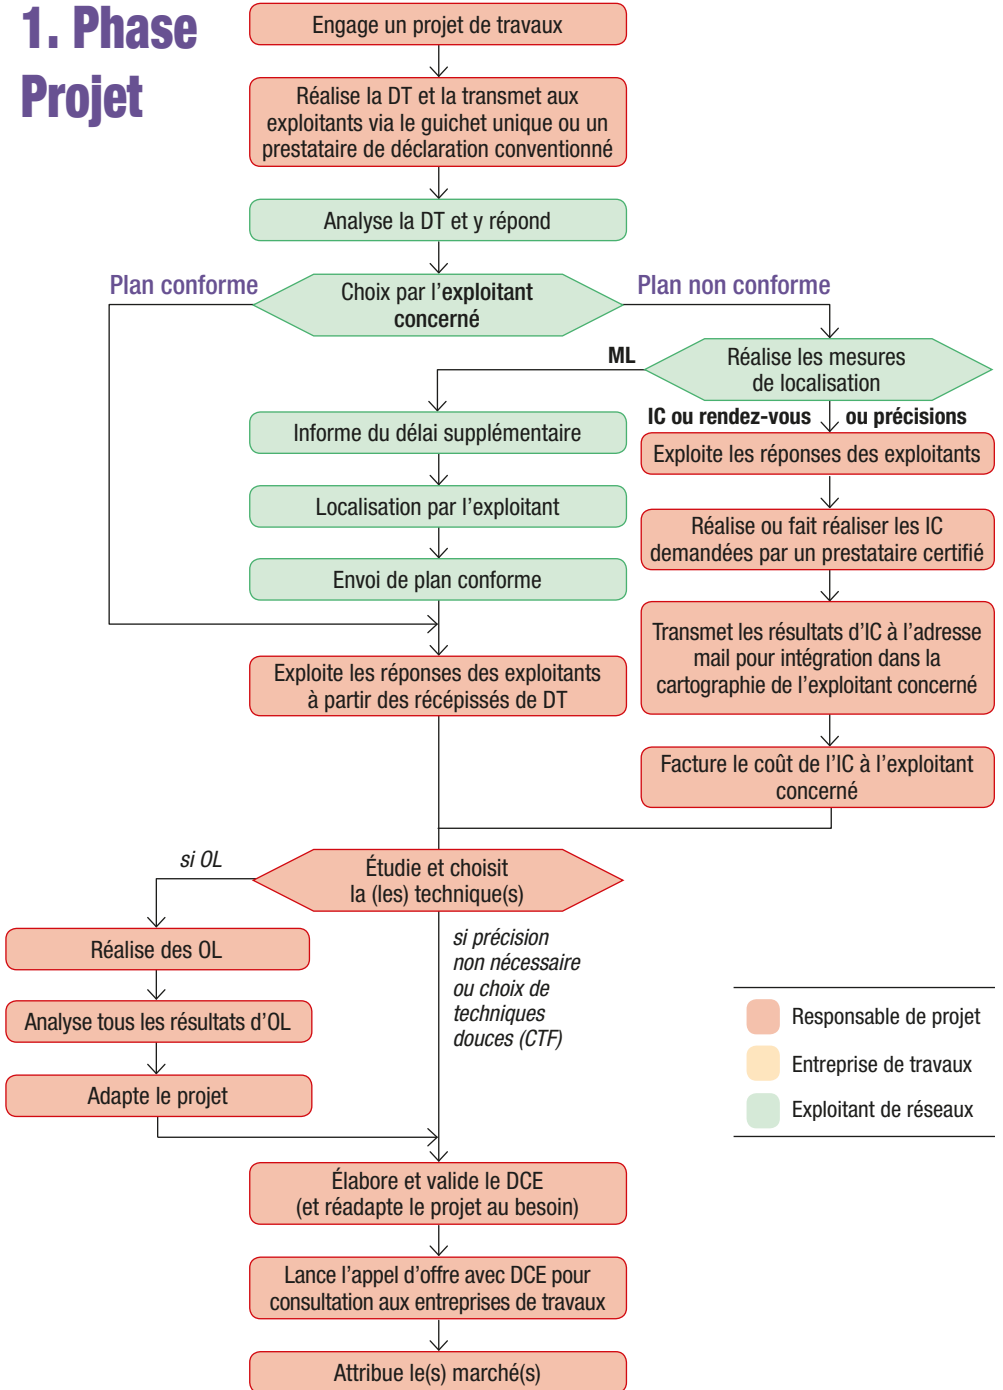 1. Phase
Projet
Engage un projet de travaux
Réalise la DT et la transmet aux
exploitants via le guichet unique ou un
prestataire de déclaration conventionné
Analyse la DT et y répond
Plan conforme
Choix par l'exploitant
concerné
Plan non conforme
ML
Réalise les mesures
de localisation
IC ou rendez-vous ou précisions
Informe du délai supplémentaire
Localisation par l'exploitant
Envoi de plan conforme
Exploite les réponses des exploitants
à partir des récépissés de DT
Exploite les réponses des exploitants
Réalise ou fait réaliser les IC
demandées par un prestataire certifié
Transmet les résultats d'IC à l'adresse
mail pour intégration dans la
cartographie de l'exploitant concerné
Facture le coût de l'IC à l'exploitant
concerné
si OL
Étudie et choisit
la (les) technique(s)
Réalise des OL
Analyse tous les résultats d'OL
Adapte le projet
si précision
non nécessaire
ou choix de
techniques
douces (CTF)
Responsable de projet
Entreprise de travaux
Exploitant de réseaux
Élabore et valide le DCE
(et réadapte le projet au besoin)
Lance l'appel d'offre avec DCE pour
consultation aux entreprises de travaux
Attribue le(s) marché(s)